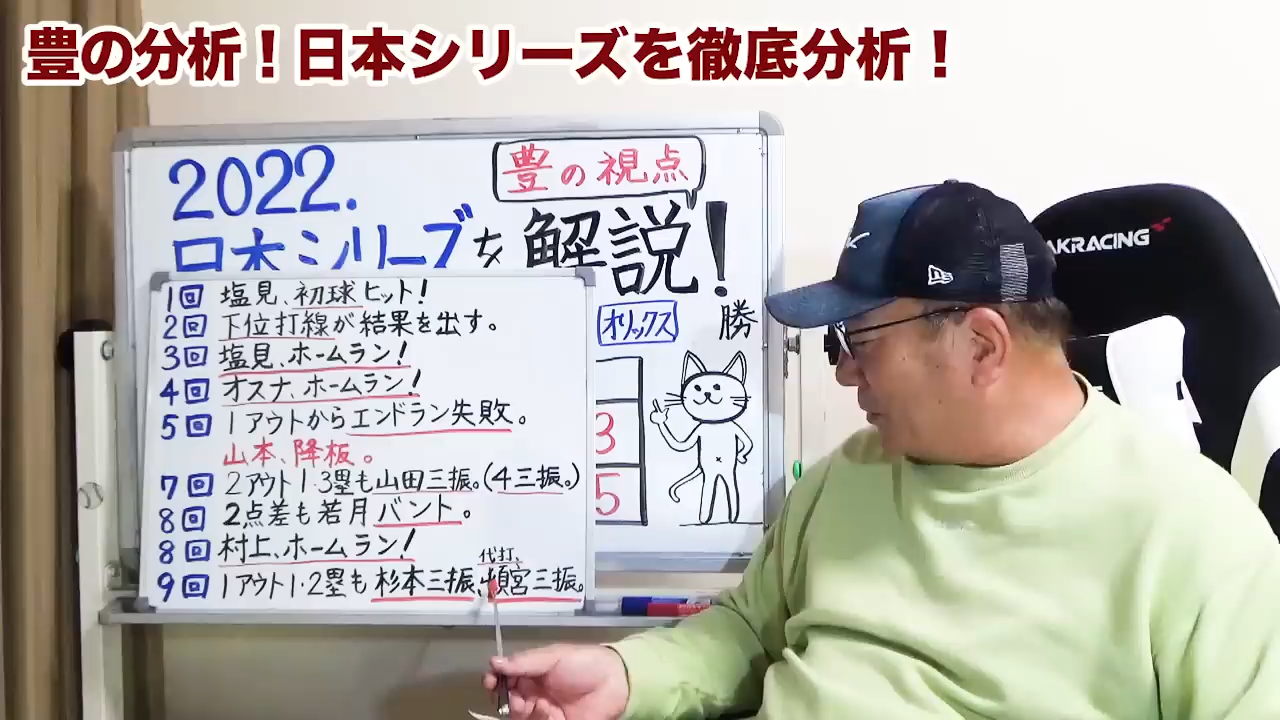 豊の分析！日本シリーズを徹底分析！
豊の視点
2022.
日本シリーズを解説！
1回 塩見、初球ヒット！
2回 下位打線が結果を出す。
3回 塩見、ホームラン！
4回 オスナ、ホームラン！
5回 1アウトからエンドラン失敗。
山本、降板。
7回 2アウト1・3塁も山田三振。(4三振。)
8回 2点差も若月バント。
8回 村上、ホームラン！
代打、
9回 1アウト1・2塁も杉本三振、頓宮三振。
オリックス 勝
3
5
AKRACING